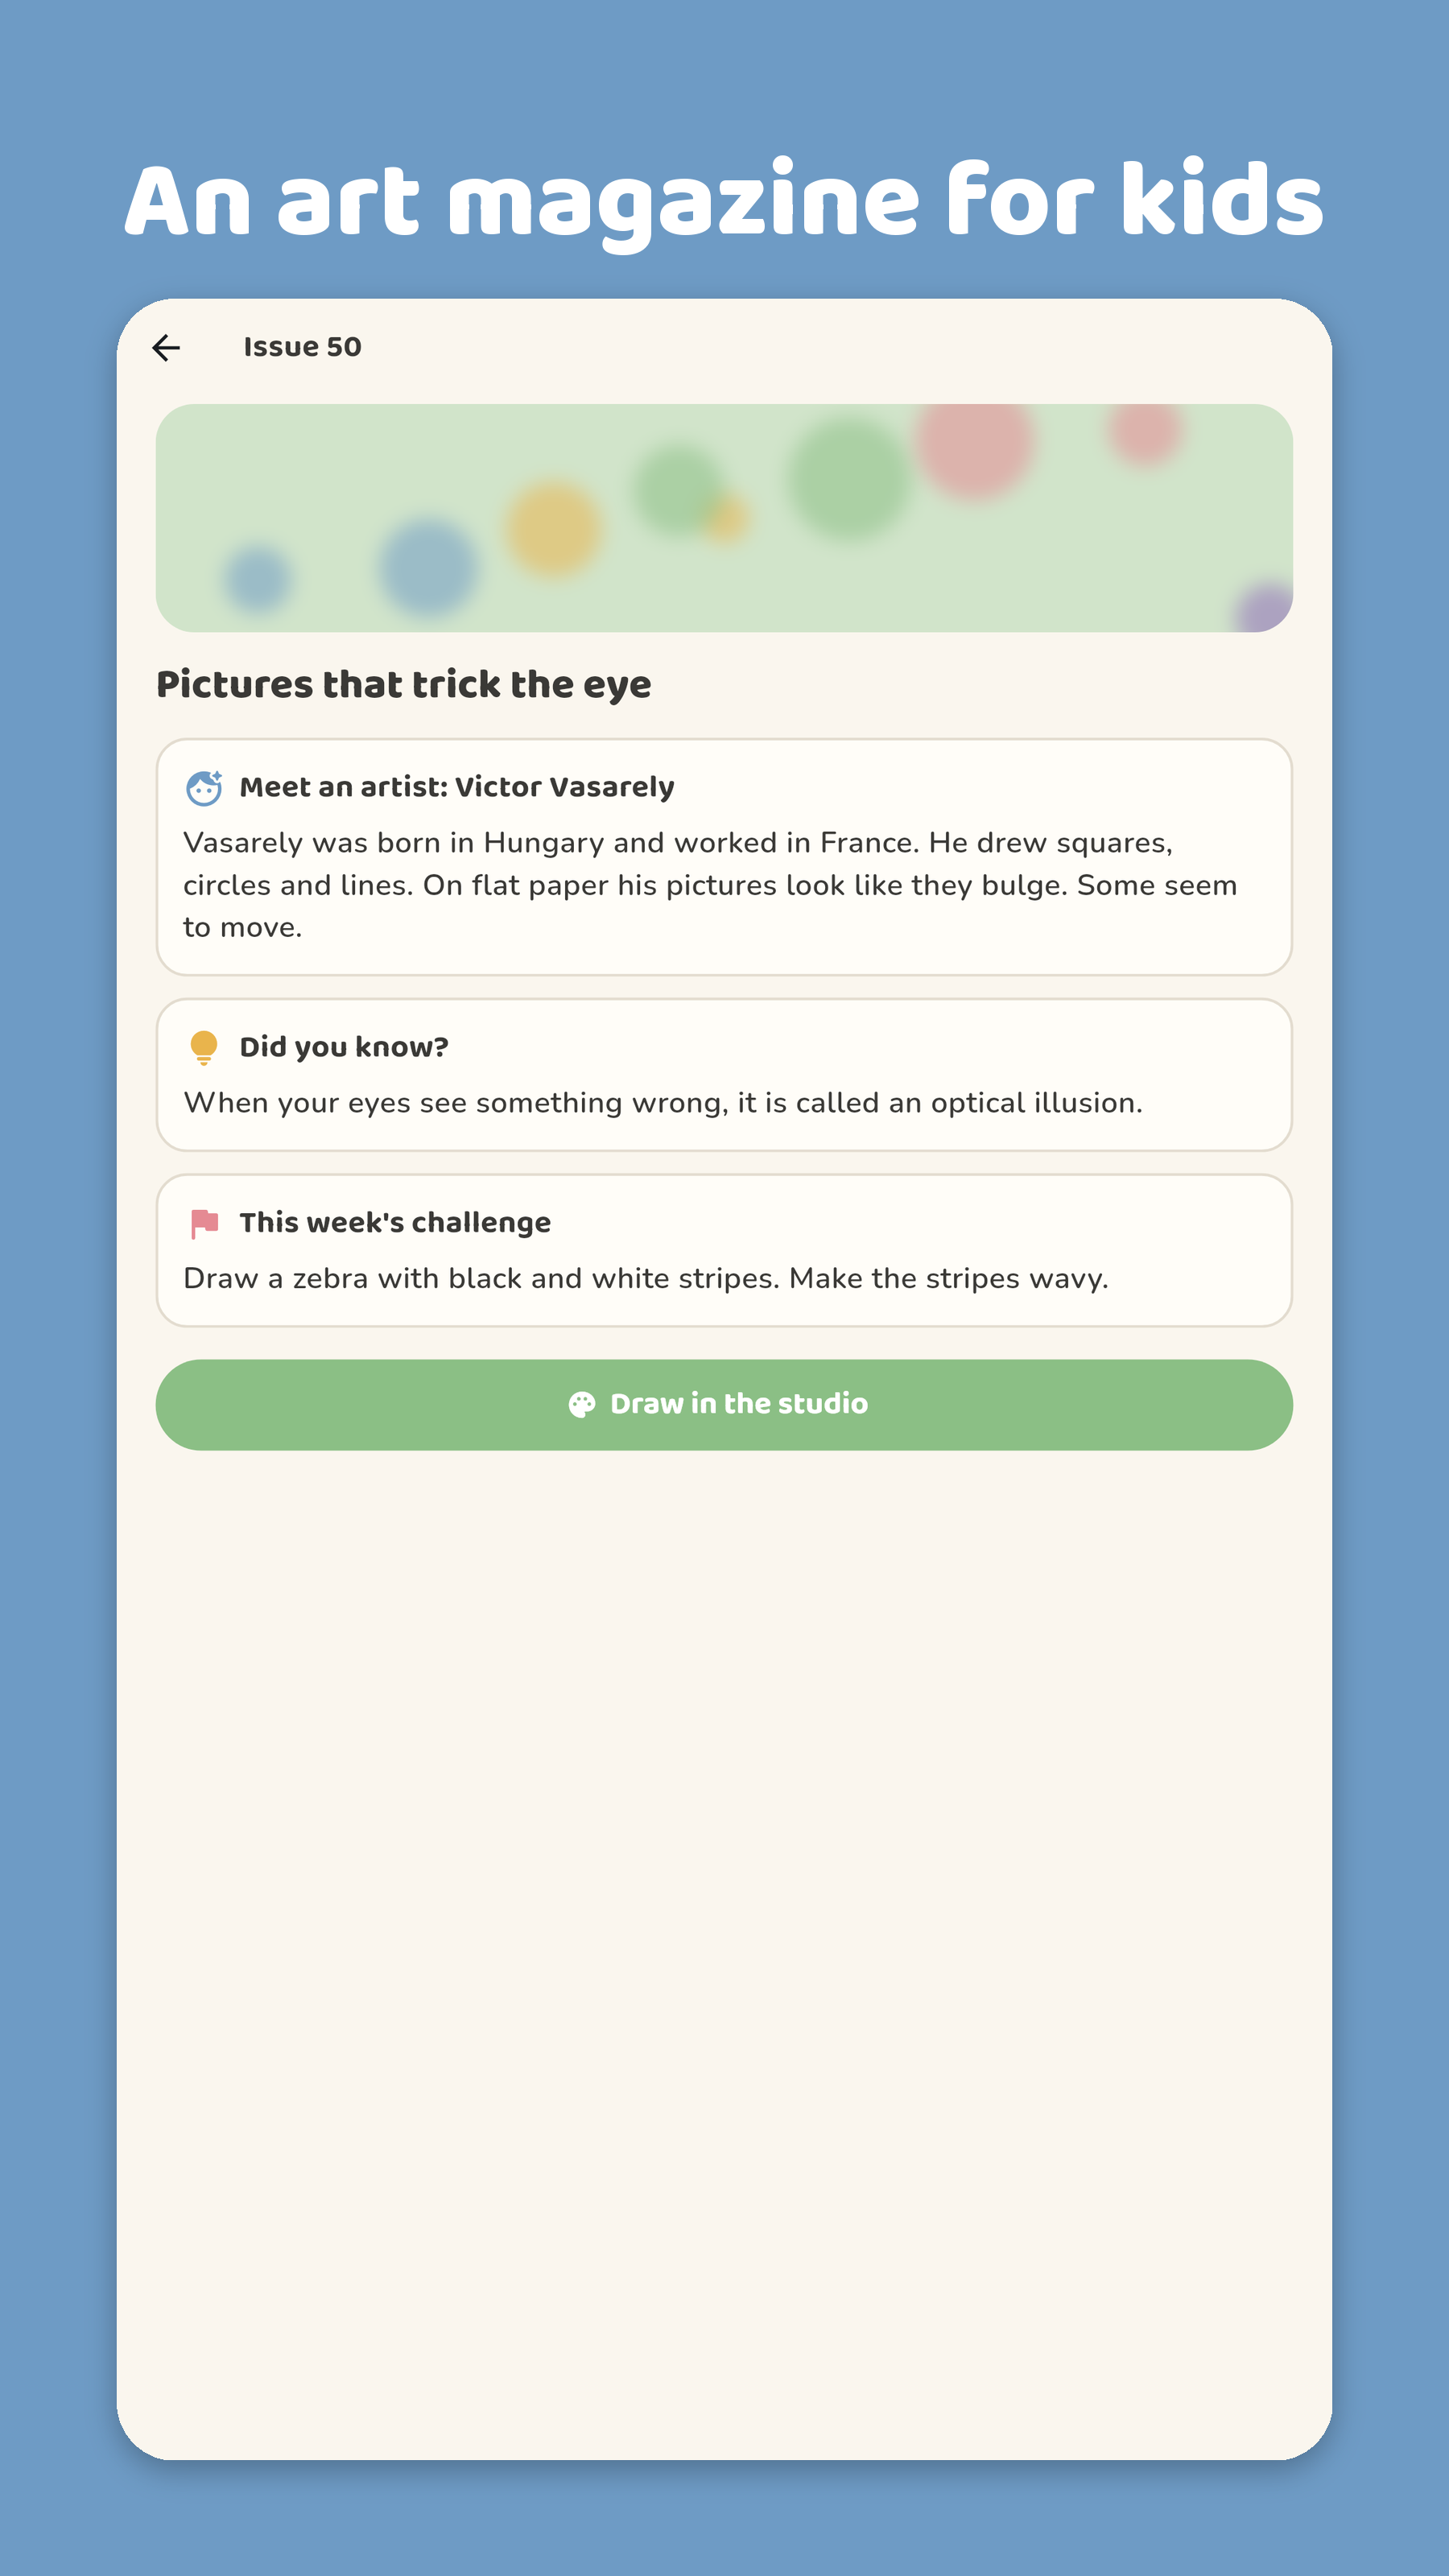 An art magazine for kids
Issue 50
Pictures that trick the eye
Meet an artist: Victor Vasarely
Vasarely was born in Hungary and worked in France. He drew squares,
circles and lines. On flat paper his pictures look like they bulge. Some seem
to move.
Did you know?
When your eyes see something wrong, it is called an optical illusion.
This week's challenge
Draw a zebra with black and white stripes. Make the stripes wavy.
Draw in the studio